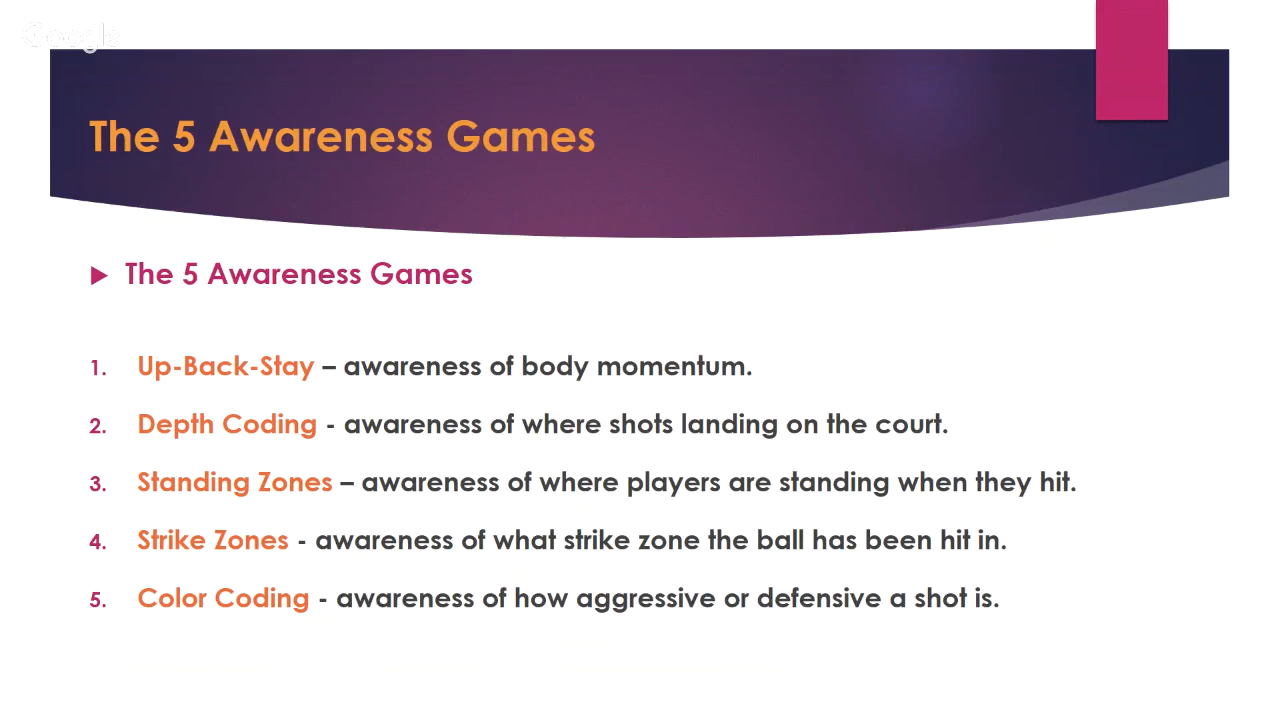 Google
The 5 Awareness Games
The 5 Awareness Games
1. Up-Back-Stay – awareness of body momentum.
2. Depth Coding - awareness of where shots landing on the court.
3. Standing Zones – awareness of where players are standing when they hit.
4. Strike Zones - awareness of what strike zone the ball has been hit in.
5. Color Coding - awareness of how aggressive or defensive a shot is.